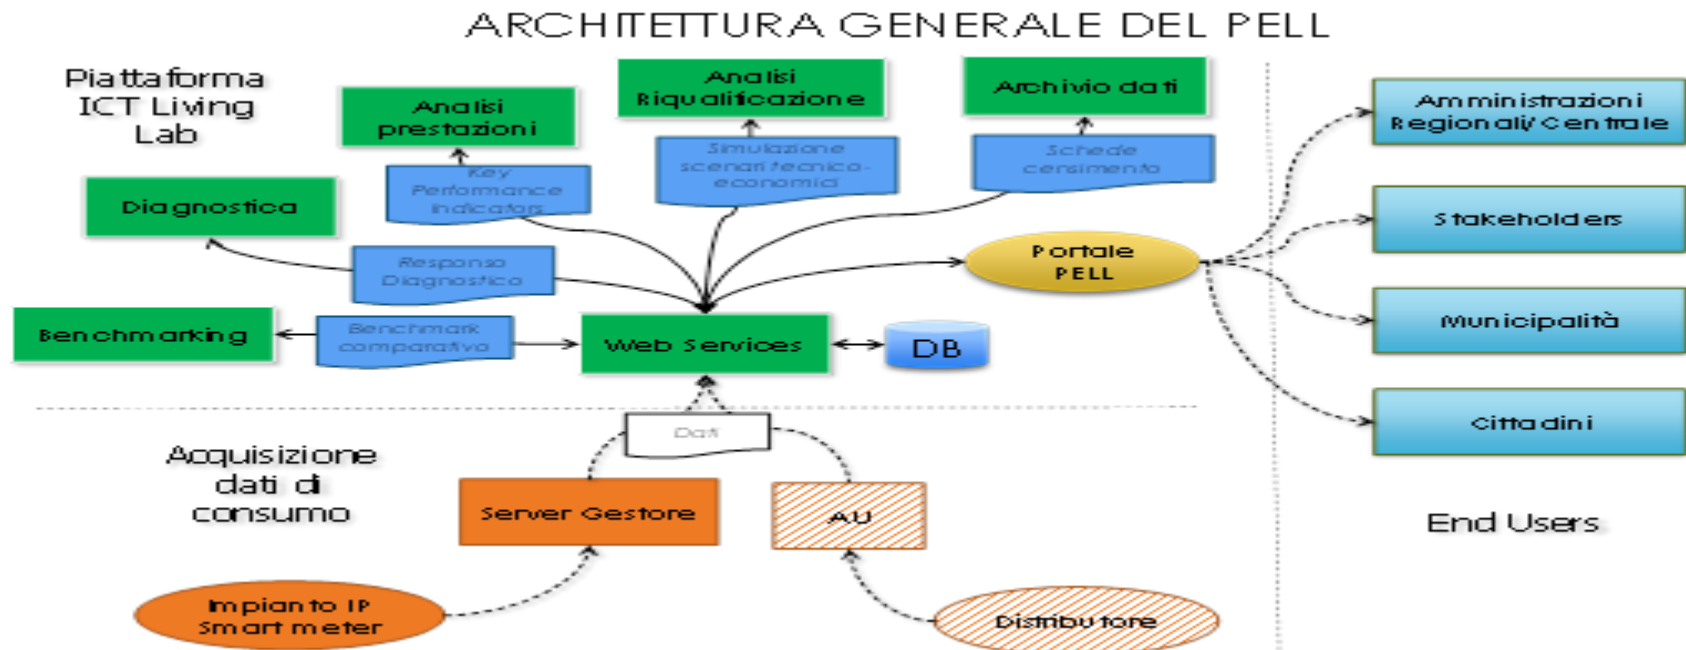 ARCHITETTURA GENERALE DEL PELL
Piattaforma
ICT Living
Lab
Analisi
prestazioni
Analisi
Riqualificazione
Archivio dati
Amministrazioni
Regionali/Centrale
Key
Performance
Indicators
Simulazione
scenari tecnico-
economici
Schede
censimento
Diagnostica
Stakeholders
Responso
Diagnostico
Portale
PELL
Benchmarking
Benchmark
comparativo
Web Services
DB
Municipalità
Cittadini
Acquisizione
dati di
consumo
Dati
Server Gestore
AU
End Users
Impianto IP
Smart meter
Distributore